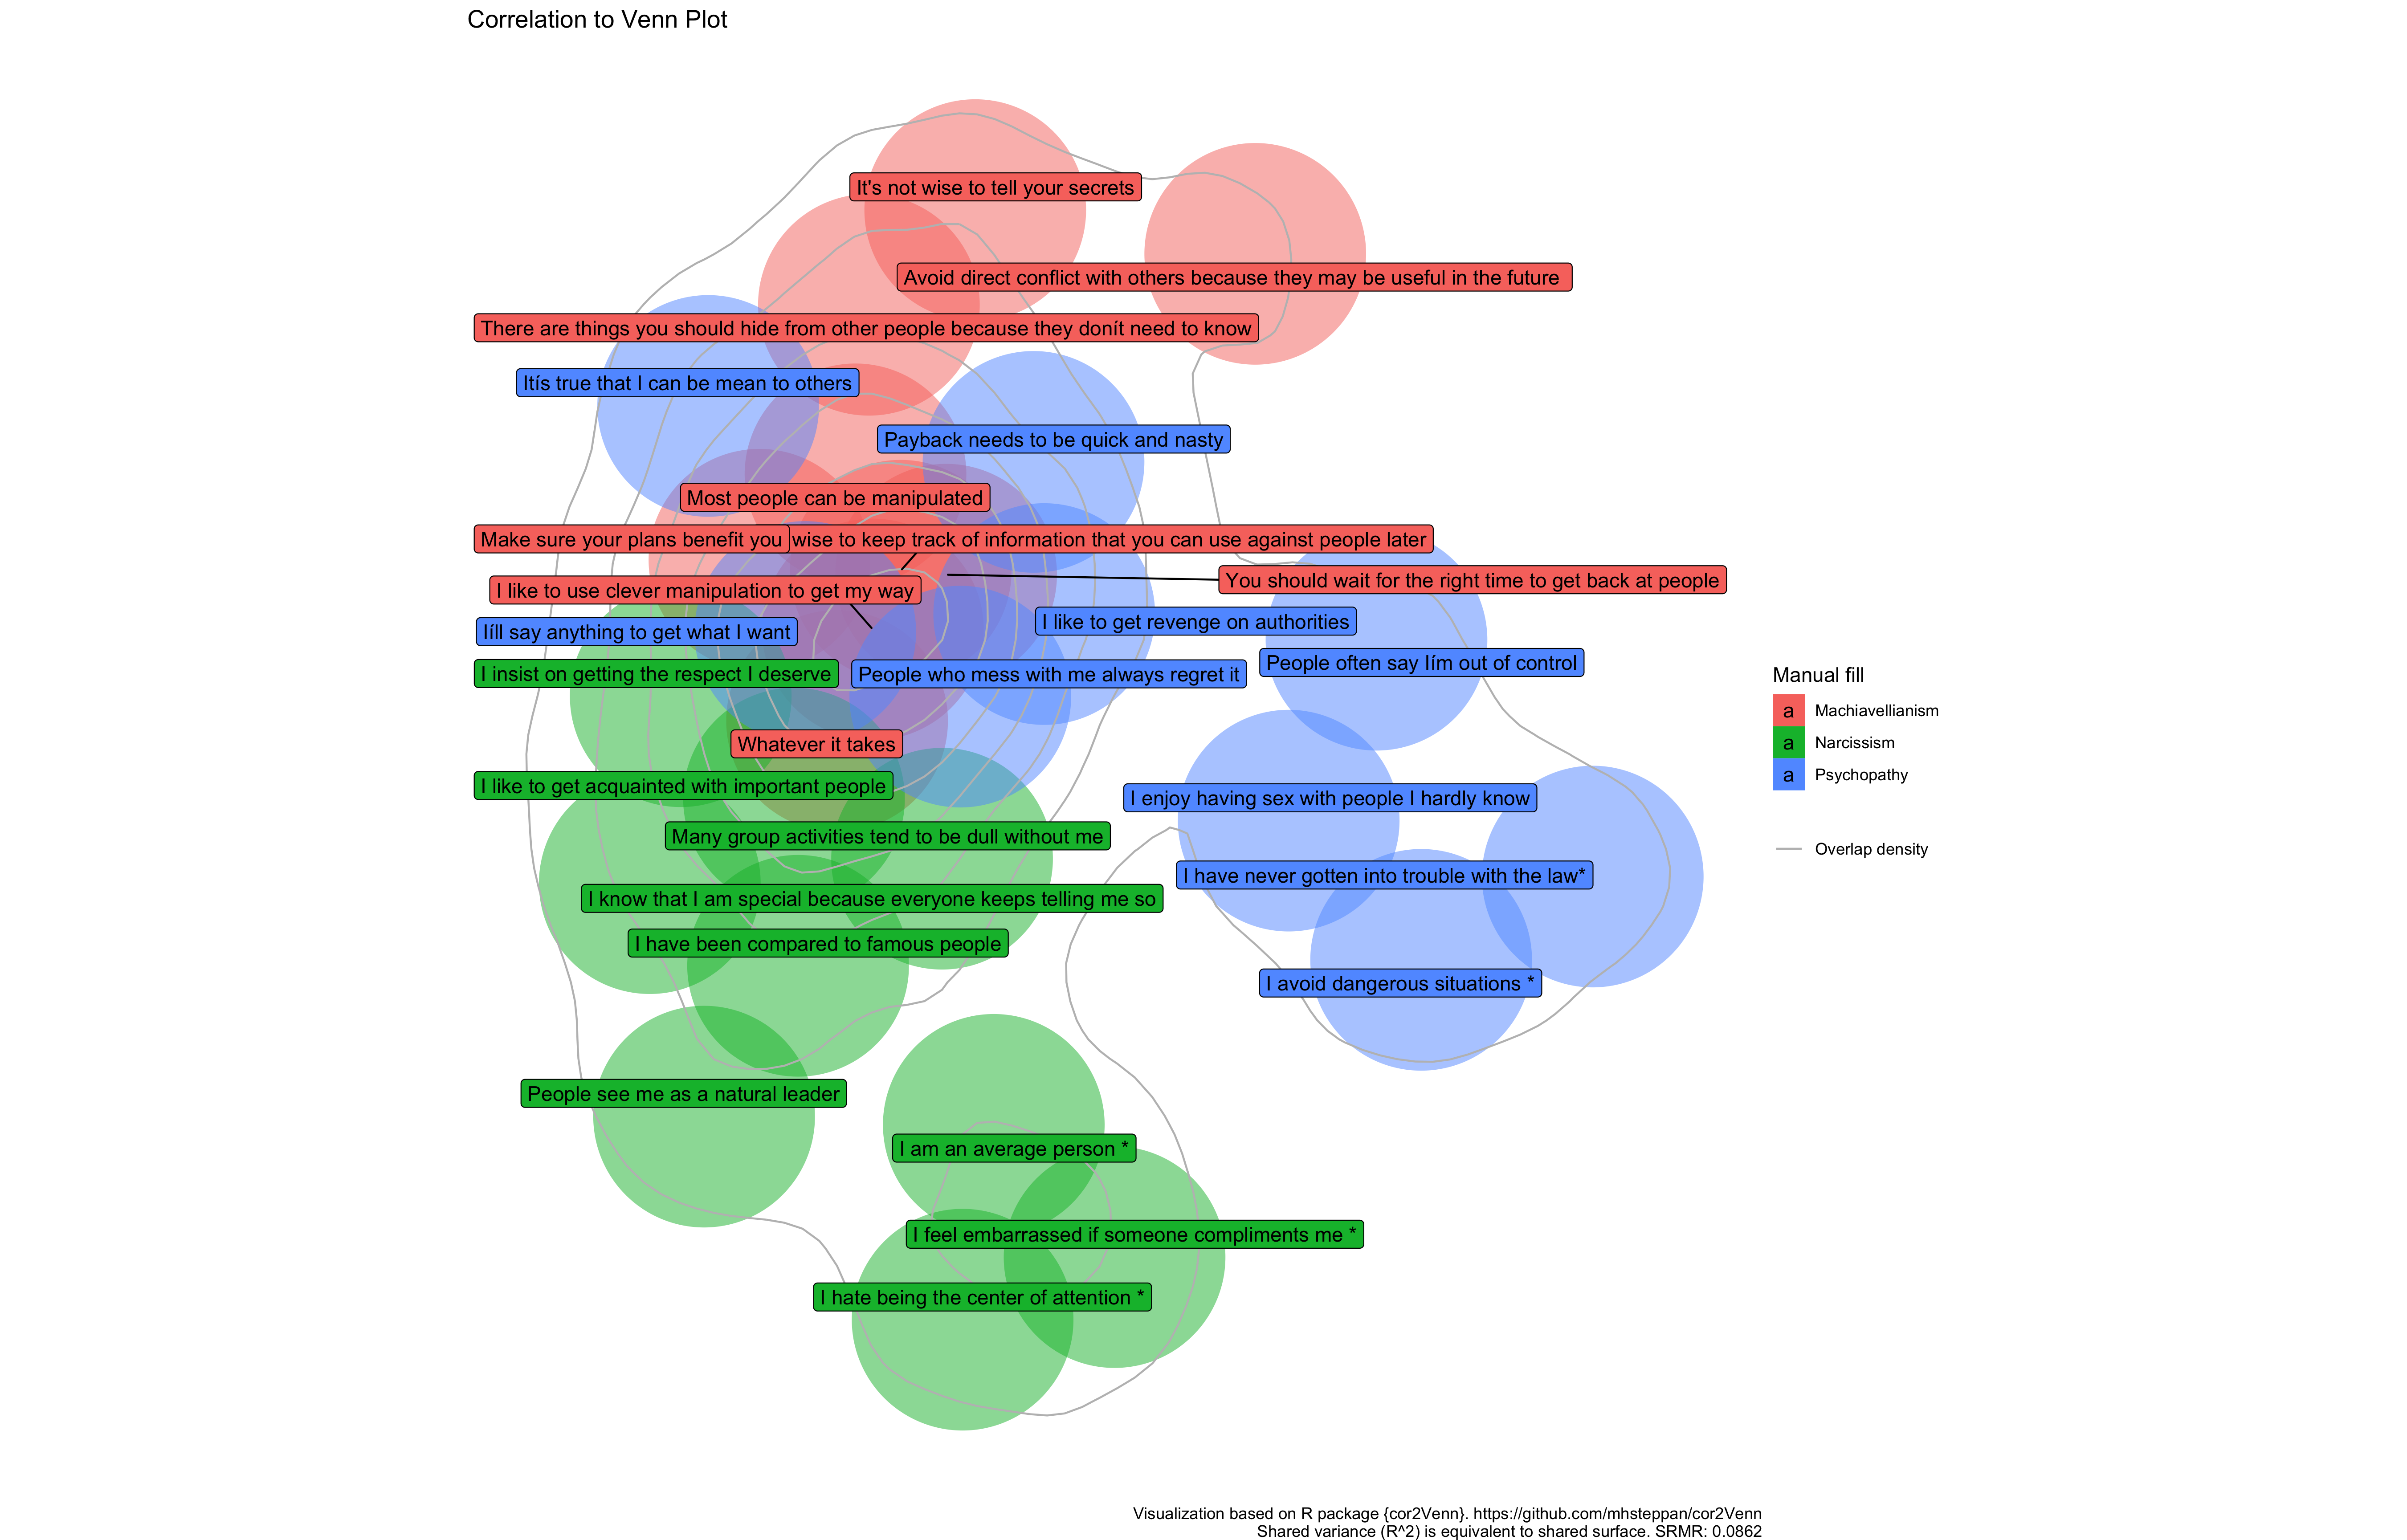 Correlation to Venn Plot
It's not wise to tell your secrets
Avoid direct conflict with others because they may be useful in the future
There are things you should hide from other people because they donít need to know
Itís true that I can be mean to others
Payback needs to be quick and nasty
Most people can be manipulated
Make sure your plans benefit you
wise to keep track of information that you can use against people later
You should wait for the right time to get back at people
I like to use clever manipulation to get my way
I like to get revenge on authorities
Iíll say anything to get what I want
People often say Iím out of control
I insist on getting the respect I deserve
People who mess with me always regret it
Whatever it takes
I like to get acquainted with important people
I enjoy having sex with people I hardly know
Many group activities tend to be dull without me
I have never gotten into trouble with the law*
I know that I am special because everyone keeps telling me so
I have been compared to famous people
I avoid dangerous situations *
People see me as a natural leader
I am an average person *
I feel embarrassed if someone compliments me *
I hate being the center of attention *
Manual fill
a Machiavellianism
a Narcissism
a Psychopathy
Overlap density
Visualization based on R package {cor2Venn}. https://github.com/mhsteppan/cor2Venn
Shared variance (R^2) is equivalent to shared surface. SRMR: 0.0862